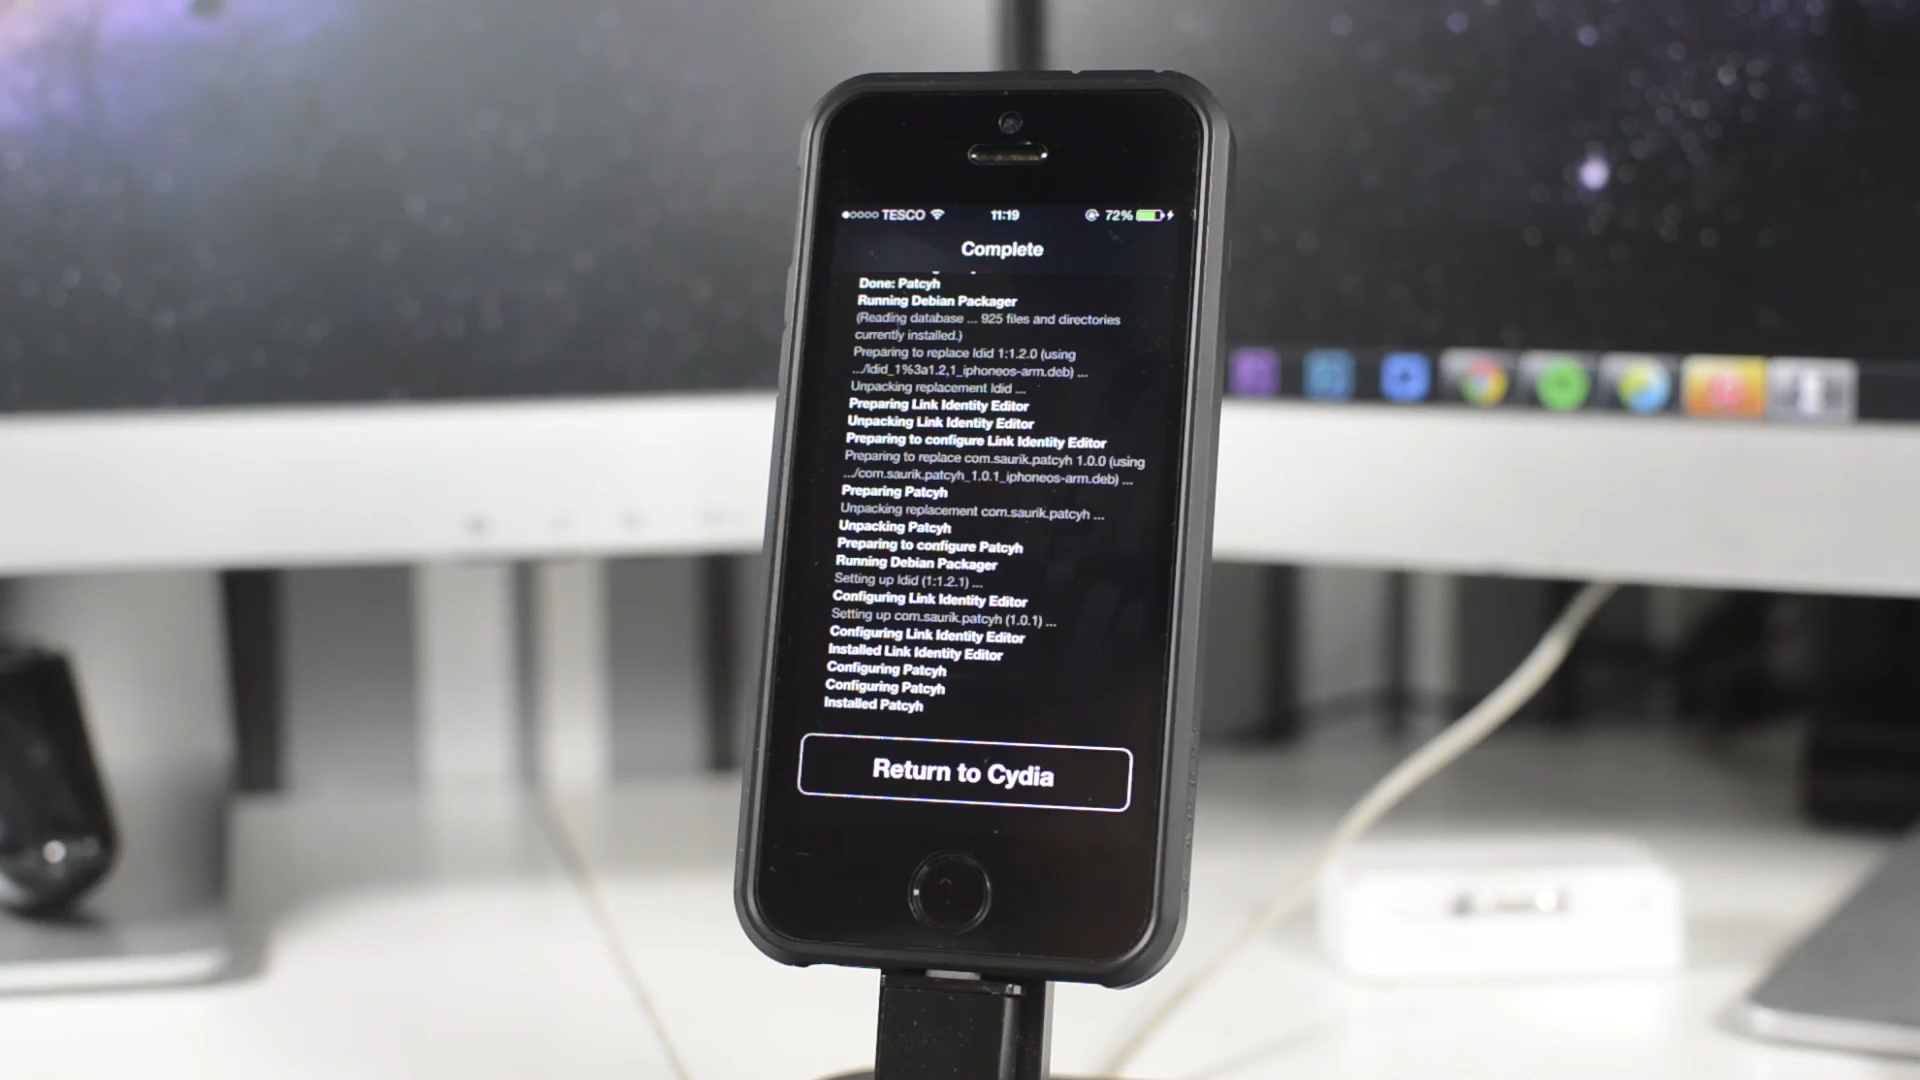 TESCO 11:19 72%
Complete
Done: Patcyh
Running Debian Packager
(Reading database ... 925 files and directories
currently installed.)
Preparing to replace ldid 1:1.2.0 (using
.../ldid_1%3a1.2,1_iphoneos-arm.deb) ...
Unpacking replacement ldid ...
Preparing Link Identity Editor
Unpacking Link Identity Editor
Preparing to configure Link Identity Editor
Preparing to replace com.saurik.patcyh 1.0.0 (using
.../com.saurik.patcyh_1.0.1_iphoneos-arm.deb) ...
Preparing Patcyh
Unpacking replacement com.saurik.patcyh ...
Unpacking Patcyh
Preparing to configure Patcyh
Running Debian Packager
Setting up ldid (1:1.2.1) ...
Configuring Link Identity Editor
Setting up com.saurik.patcyh (1.0.1) ...
Configuring Link Identity Editor
Installed Link Identity Editor
Configuring Patcyh
Configuring Patcyh
Installed Patcyh
Return to Cydia